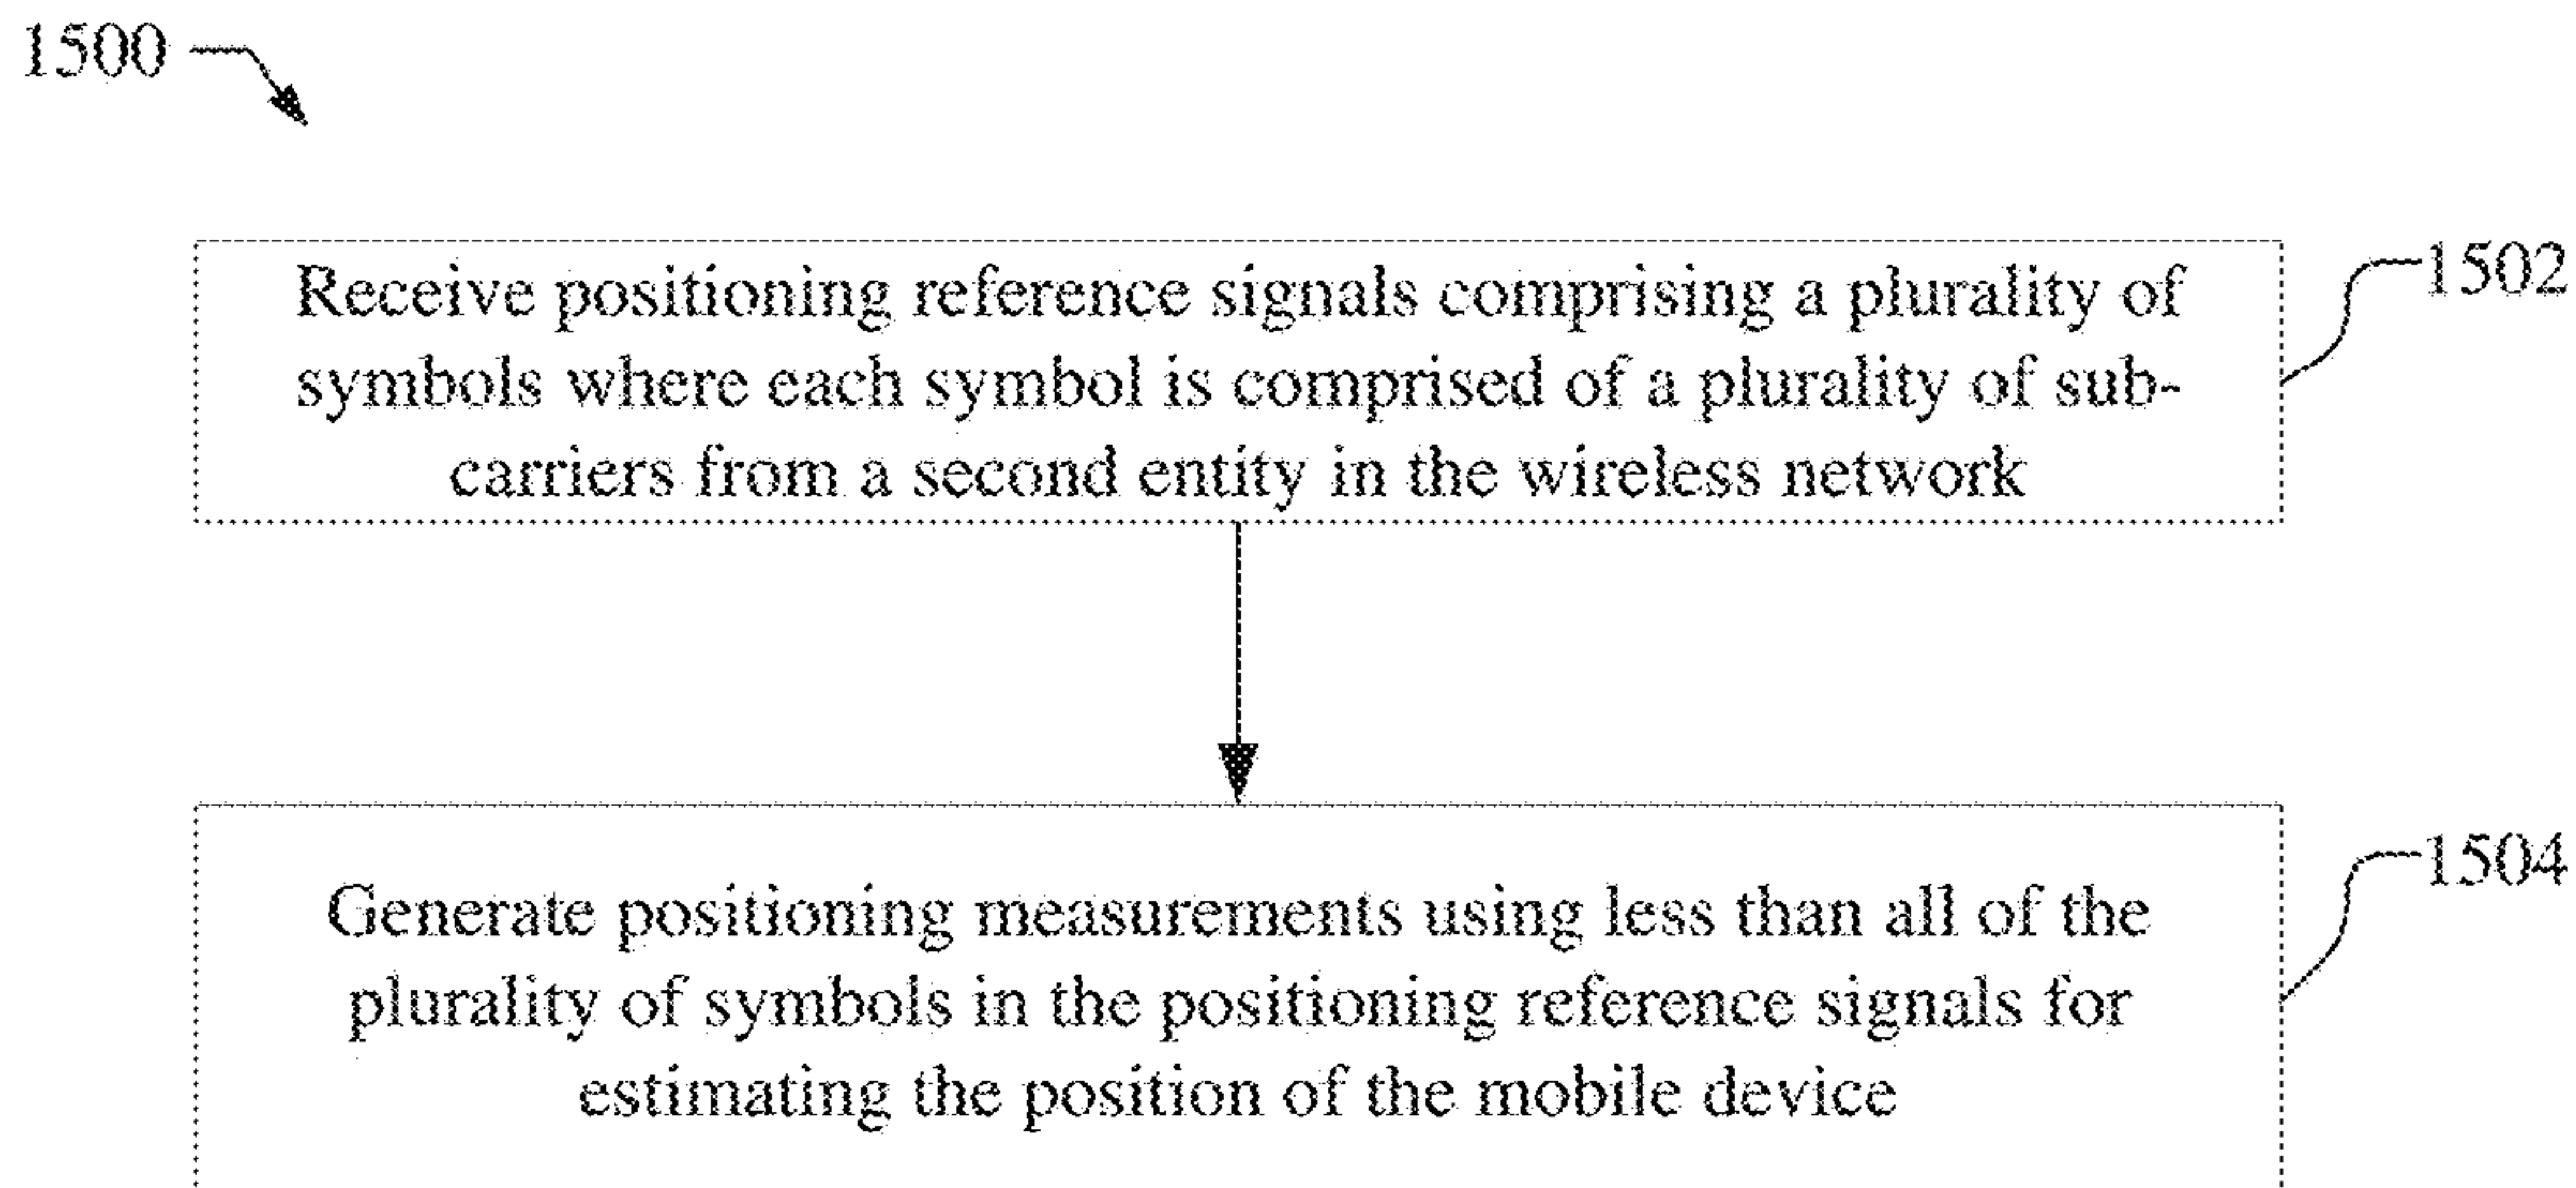 1500
Receive positioning reference signals comprising a plurality of
1502
symbols where each symbol is comprised of a plurality of sub-
carriers from a second entity in the wireless network
1504
Generate positioning measurements using less than all of the
plurality of symbols in the positioning reference signals for
estimating the position of the mobile device